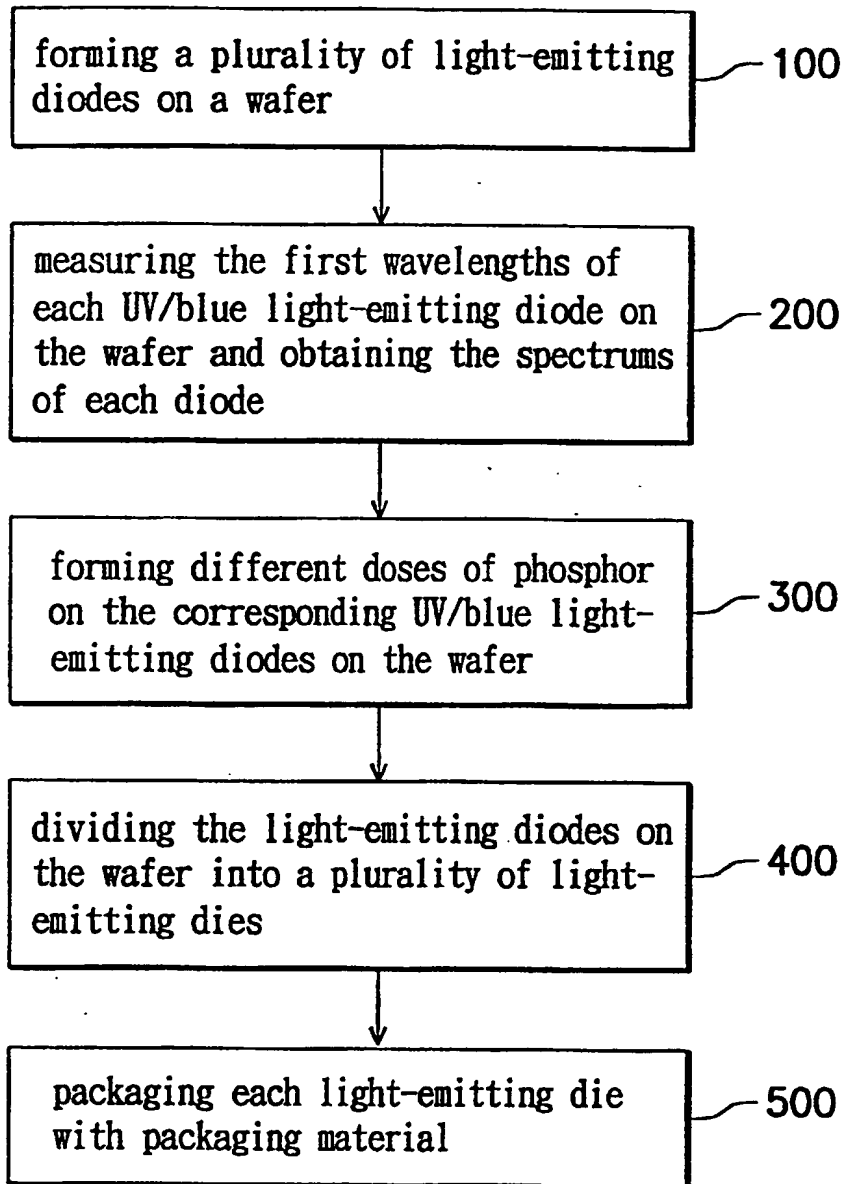 forming a plurality of light-emitting
diodes on a wafer
100
measuring the first wavelengths of
each UV/blue light-emitting diode on
the wafer and obtaining the spectrums
of each diode
200
forming different doses of phosphor
on the corresponding UV/blue light-
emitting diodes on the wafer
300
dividing the light-emitting diodes on
the wafer into a plurality of light-
emitting dies
400
packaging each light-emitting die
with packaging material
500